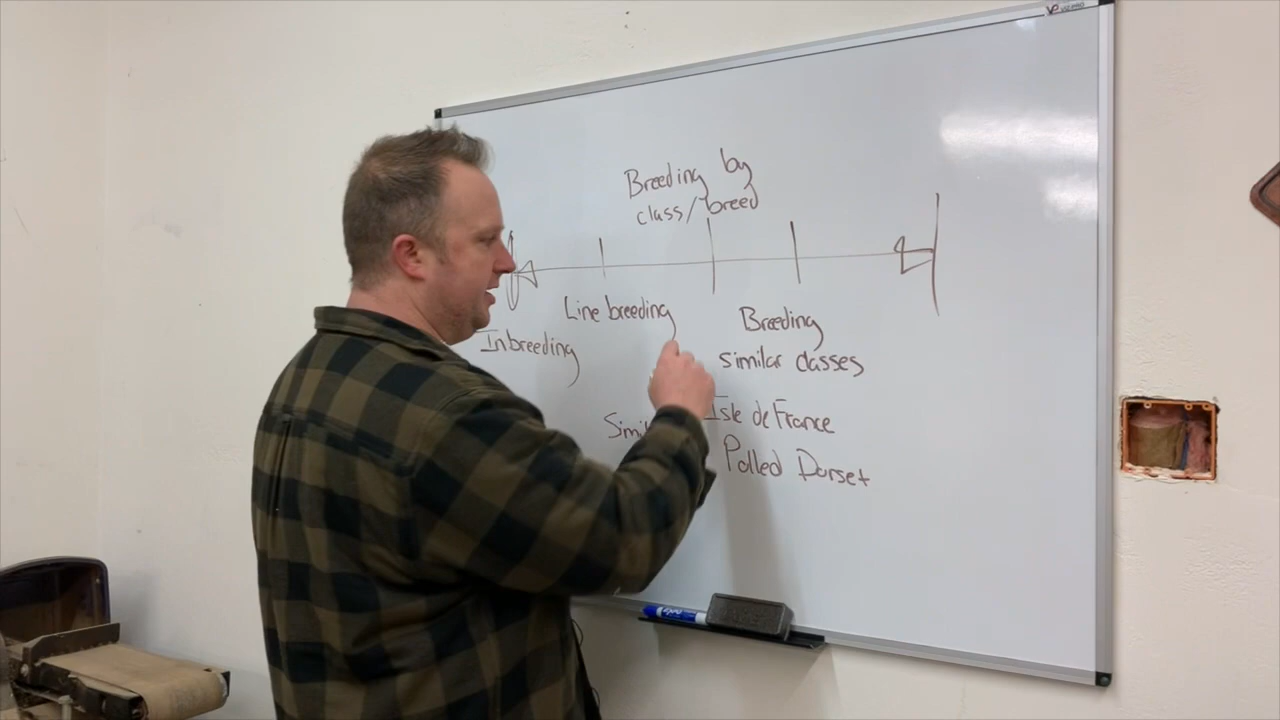 Breeding by
class/breed
Line breeding
Inbreeding
Breeding
similar classes
Isle de France
Polled Dorset